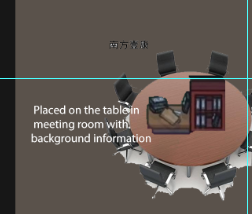 Placed on the table in
meeting room with
background information